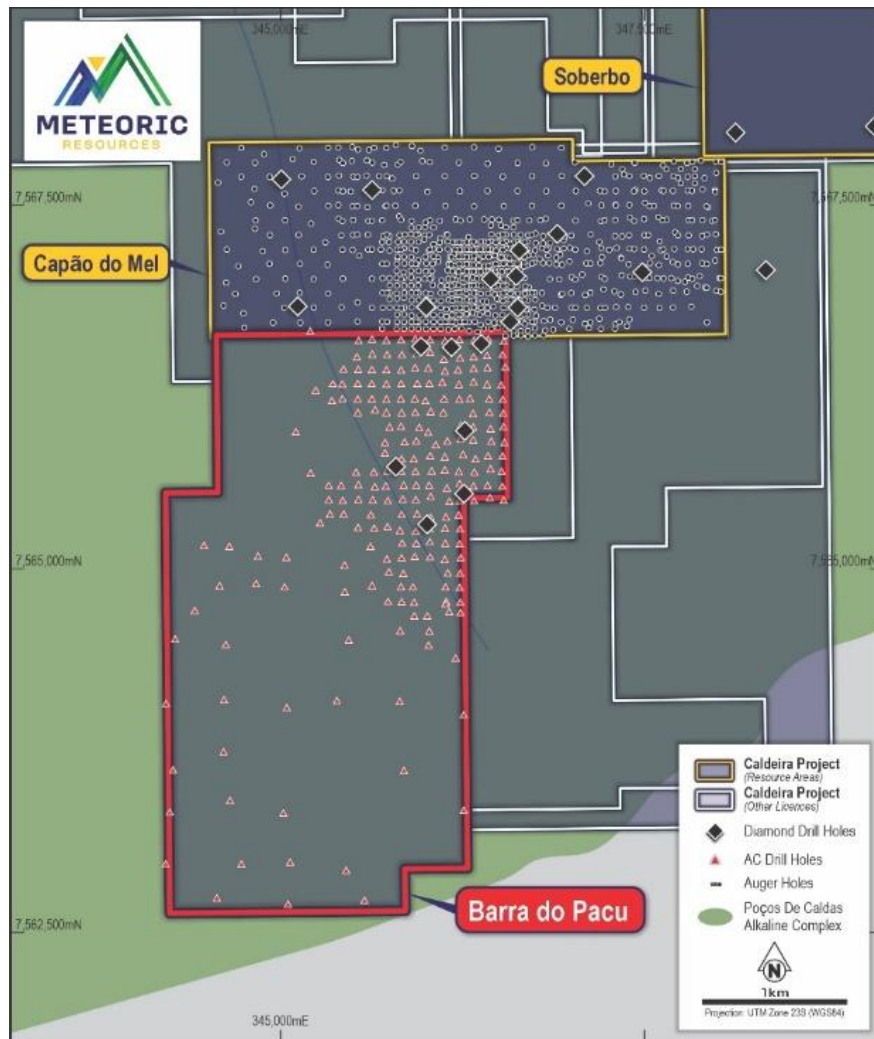 345,000mE
347,500mE
METEORIC
RESOURCES
Soberbo
7,567,500mN
7,567,500mN
Capão do Mel
7,565,000mN
7,565,000mN
Caldeira Project
(Resource Areas)
Caldeira Project
(Other Licences)
Diamond Drill Holes
AC Drill Holes
Auger Holes
Poços De Caldas
Alkaline Complex
N
1km
Projection: UTM Zone 23S (WGS84)
Barra do Pacu
7,562,500mN
345,000mE